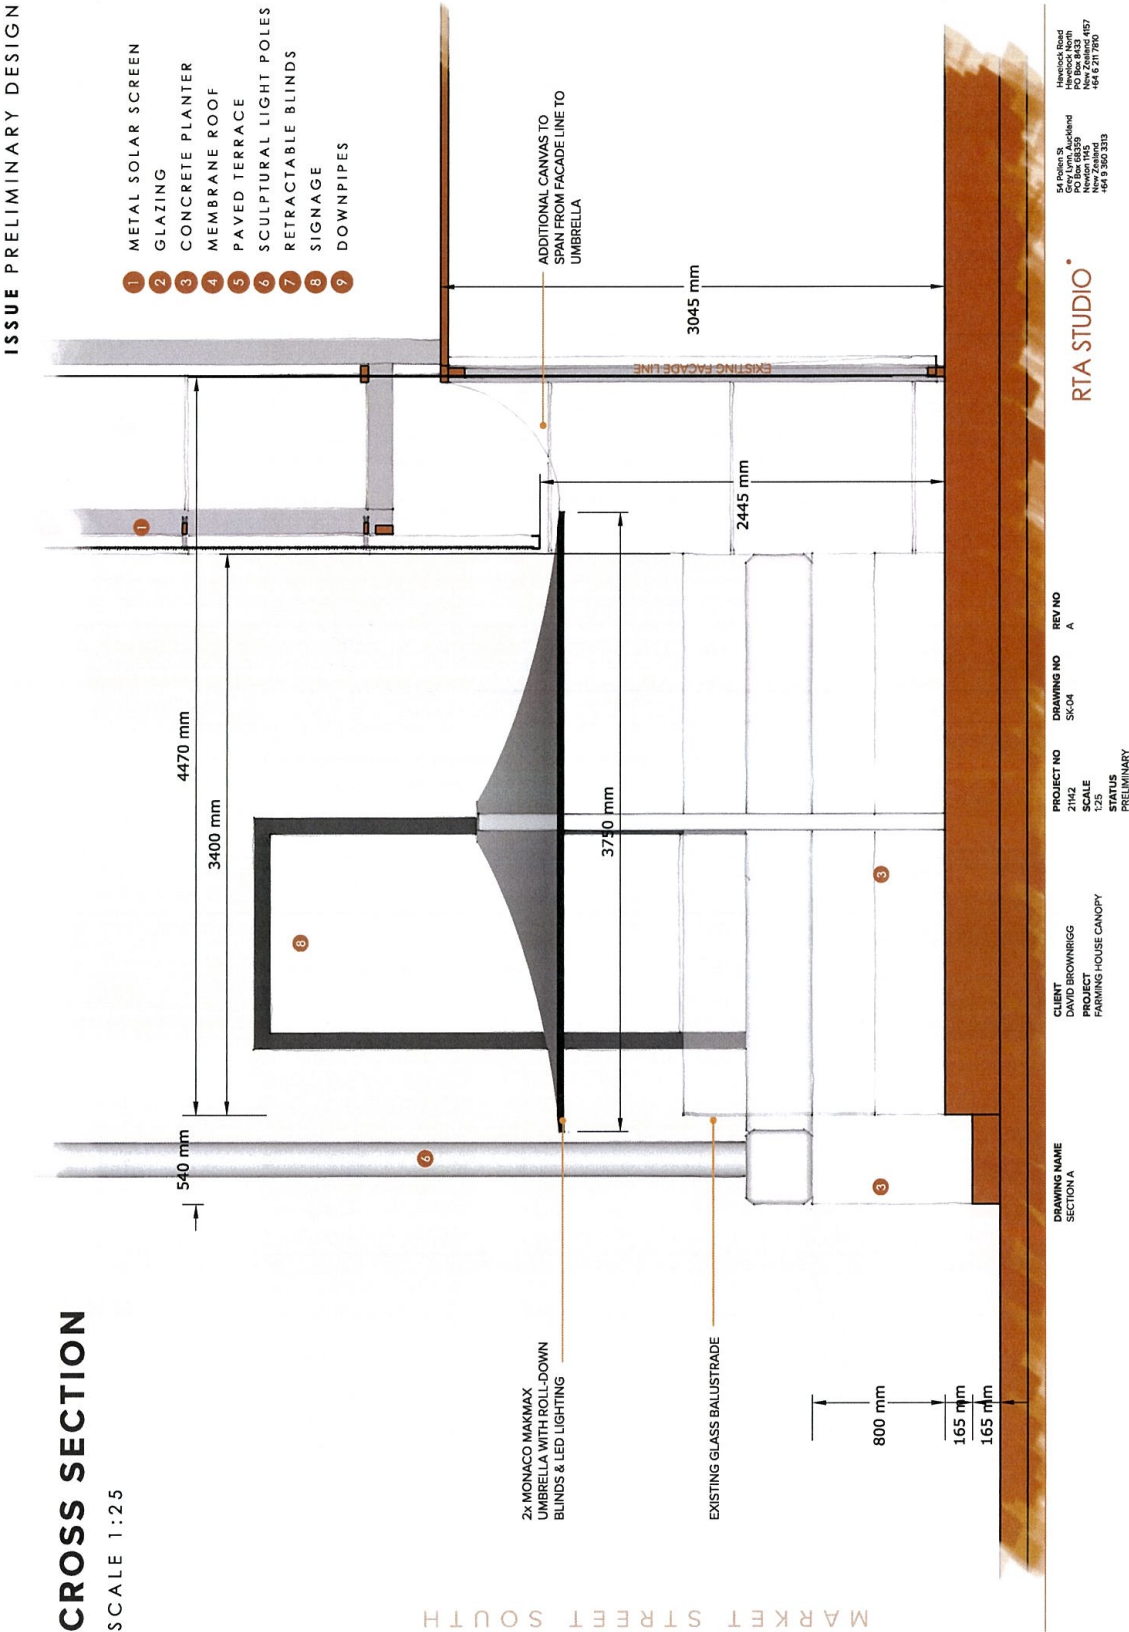 ISSUE PRELIMINARY DESIGN
CROSS SECTION
SCALE 1:25
1 METAL SOLAR SCREEN
2 GLAZING
3 CONCRETE PLANTER
4 MEMBRANE ROOF
5 PAVED TERRACE
6 SCULPTURAL LIGHT POLES
7 RETRACTABLE BLINDS
8 SIGNAGE
9 DOWNPIPES
540 mm
4470 mm
3400 mm
1
8
6
ADDITIONAL CANVAS TO
SPAN FROM FACADE LINE TO
UMBRELLA
2x MONACO MAKMAX
UMBRELLA WITH ROLL-DOWN
BLINDS & LED LIGHTING
3750 mm
EXISTING FACADE LINE
3045 mm
2445 mm
EXISTING GLASS BALUSTRADE
3
3
800 mm
165 mm
165 mm
MARKET STREET SOUTH
DRAWING NAME
SECTION A
CLIENT
DAVID BROWNRIGG
PROJECT
FARMING HOUSE CANOPY
PROJECT NO
21142
SCALE
1:25
STATUS
PRELIMINARY
DRAWING NO
SK-04
REV NO
A
RTA STUDIO
54 Pollen St
Grey Lynn, Auckland
PO Box 68359
Newton 1145
New Zealand
+64 9 360 3313
Havelock Road
Havelock North
PO Box 8433
New Zealand 4157
+64 6 211 7810